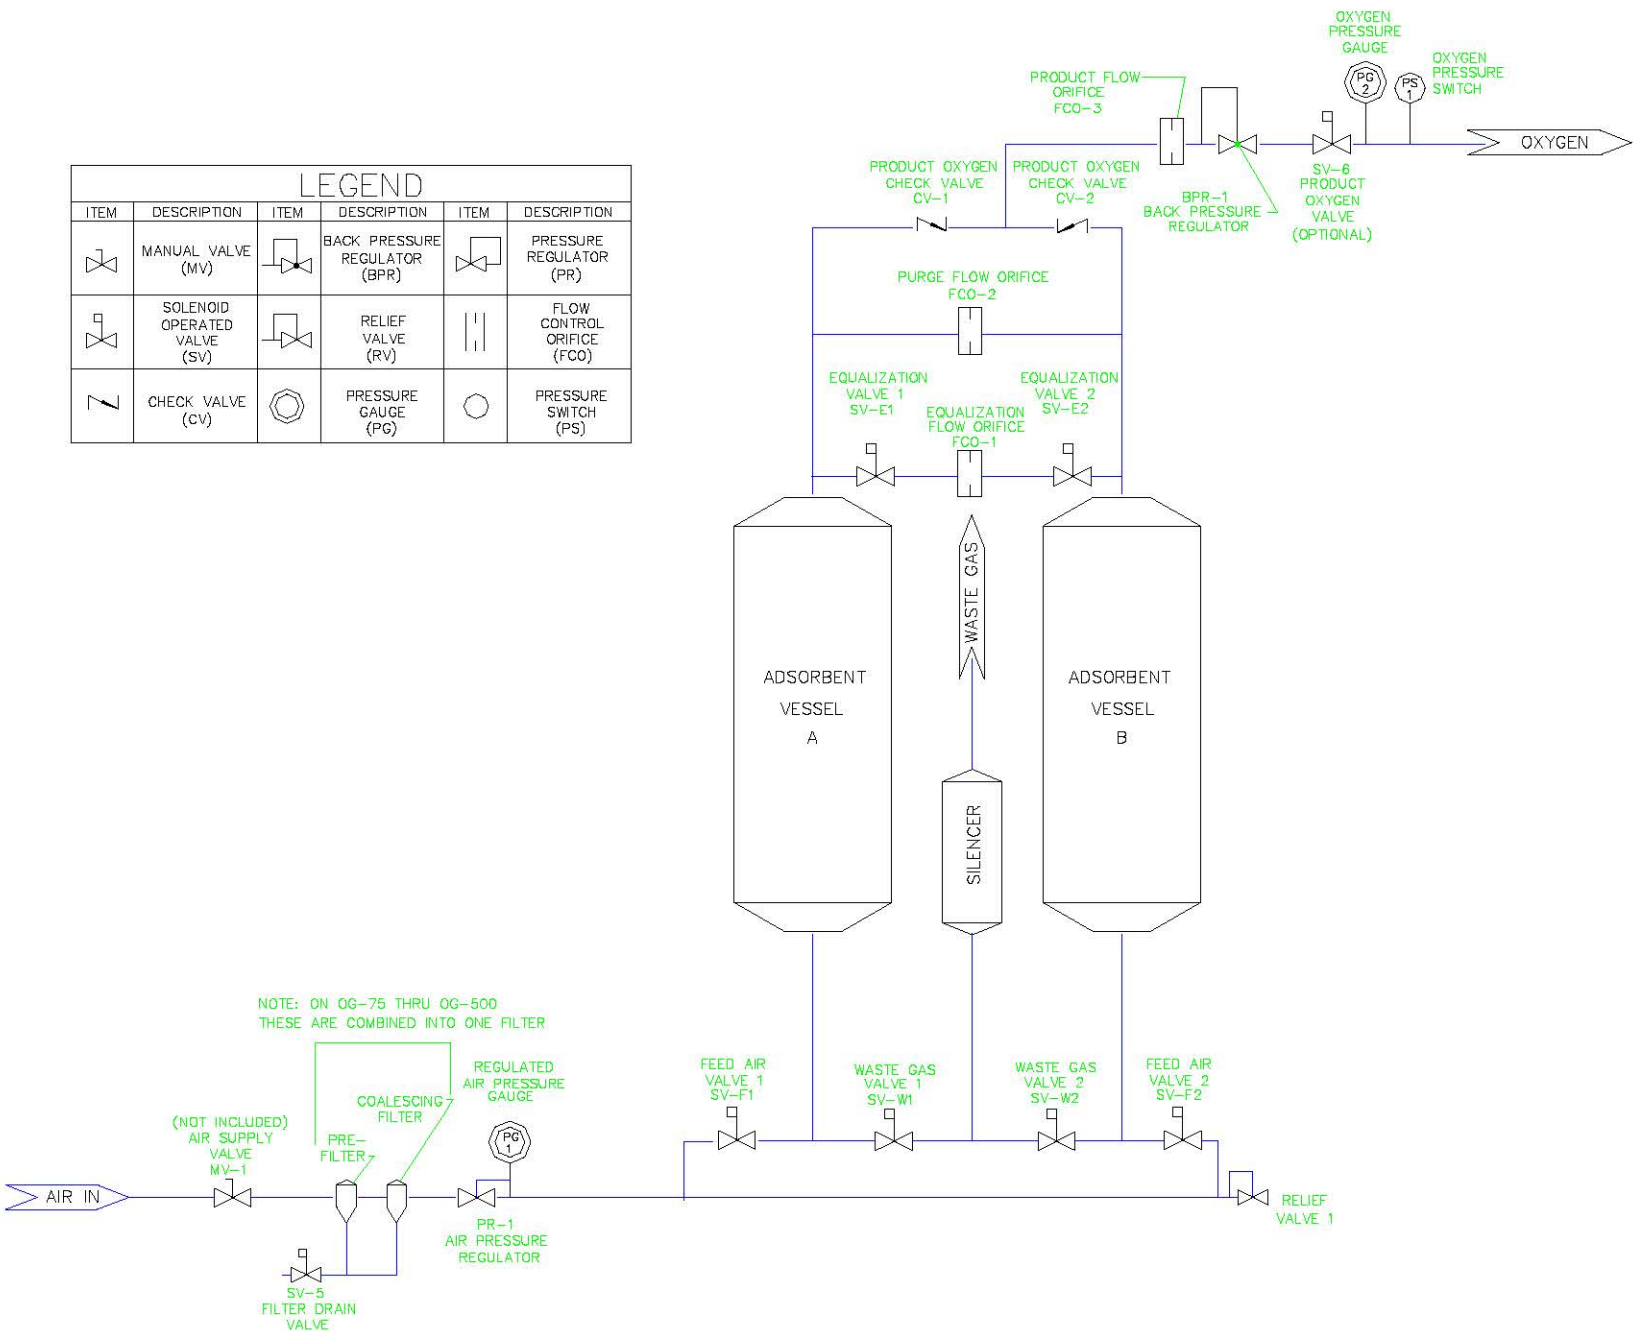 OXYGEN
PRESSURE
GAUGE
PG
2
OXYGEN
PRESSURE
SWITCH
PS
1
PRODUCT FLOW
ORIFICE
FCO-3
OXYGEN
PRODUCT OXYGEN
CHECK VALVE
CV-1
PRODUCT OXYGEN
CHECK VALVE
CV-2
BPR-1
BACK PRESSURE
REGULATOR
SV-6
PRODUCT
OXYGEN
VALVE
(OPTIONAL)
LEGEND
ITEM DESCRIPTION ITEM DESCRIPTION ITEM DESCRIPTION
MANUAL VALVE
(MV)
BACK PRESSURE
REGULATOR
(BPR)
PRESSURE
REGULATOR
(PR)
SOLENOID
OPERATED
VALVE
(SV)
RELIEF
VALVE
(RV)
FLOW
CONTROL
ORIFICE
(FCO)
CHECK VALVE
(CV)
PRESSURE
GAUGE
(PG)
PRESSURE
SWITCH
(PS)
PURGE FLOW ORIFICE
FCO-2
EQUALIZATION
VALVE 1
SV-E1
EQUALIZATION
FLOW ORIFICE
FCO-1
EQUALIZATION
VALVE 2
SV-E2
WASTE GAS
ADSORBENT
VESSEL
A
ADSORBENT
VESSEL
B
SILENCER
NOTE: ON OG-75 THRU OG-500
THESE ARE COMBINED INTO ONE FILTER
REGULATED
AIR PRESSURE
GAUGE
COALESCING
FILTER
(NOT INCLUDED)
AIR SUPPLY
VALVE
MV-1
PRE-
FILTER
PG
1
FEED AIR
VALVE 1
SV-F1
WASTE GAS
VALVE 1
SV-W1
WASTE GAS
VALVE 2
SV-W2
FEED AIR
VALVE 2
SV-F2
AIR IN
PR-1
AIR PRESSURE
REGULATOR
RELIEF
VALVE 1
SV-5
FILTER DRAIN
VALVE